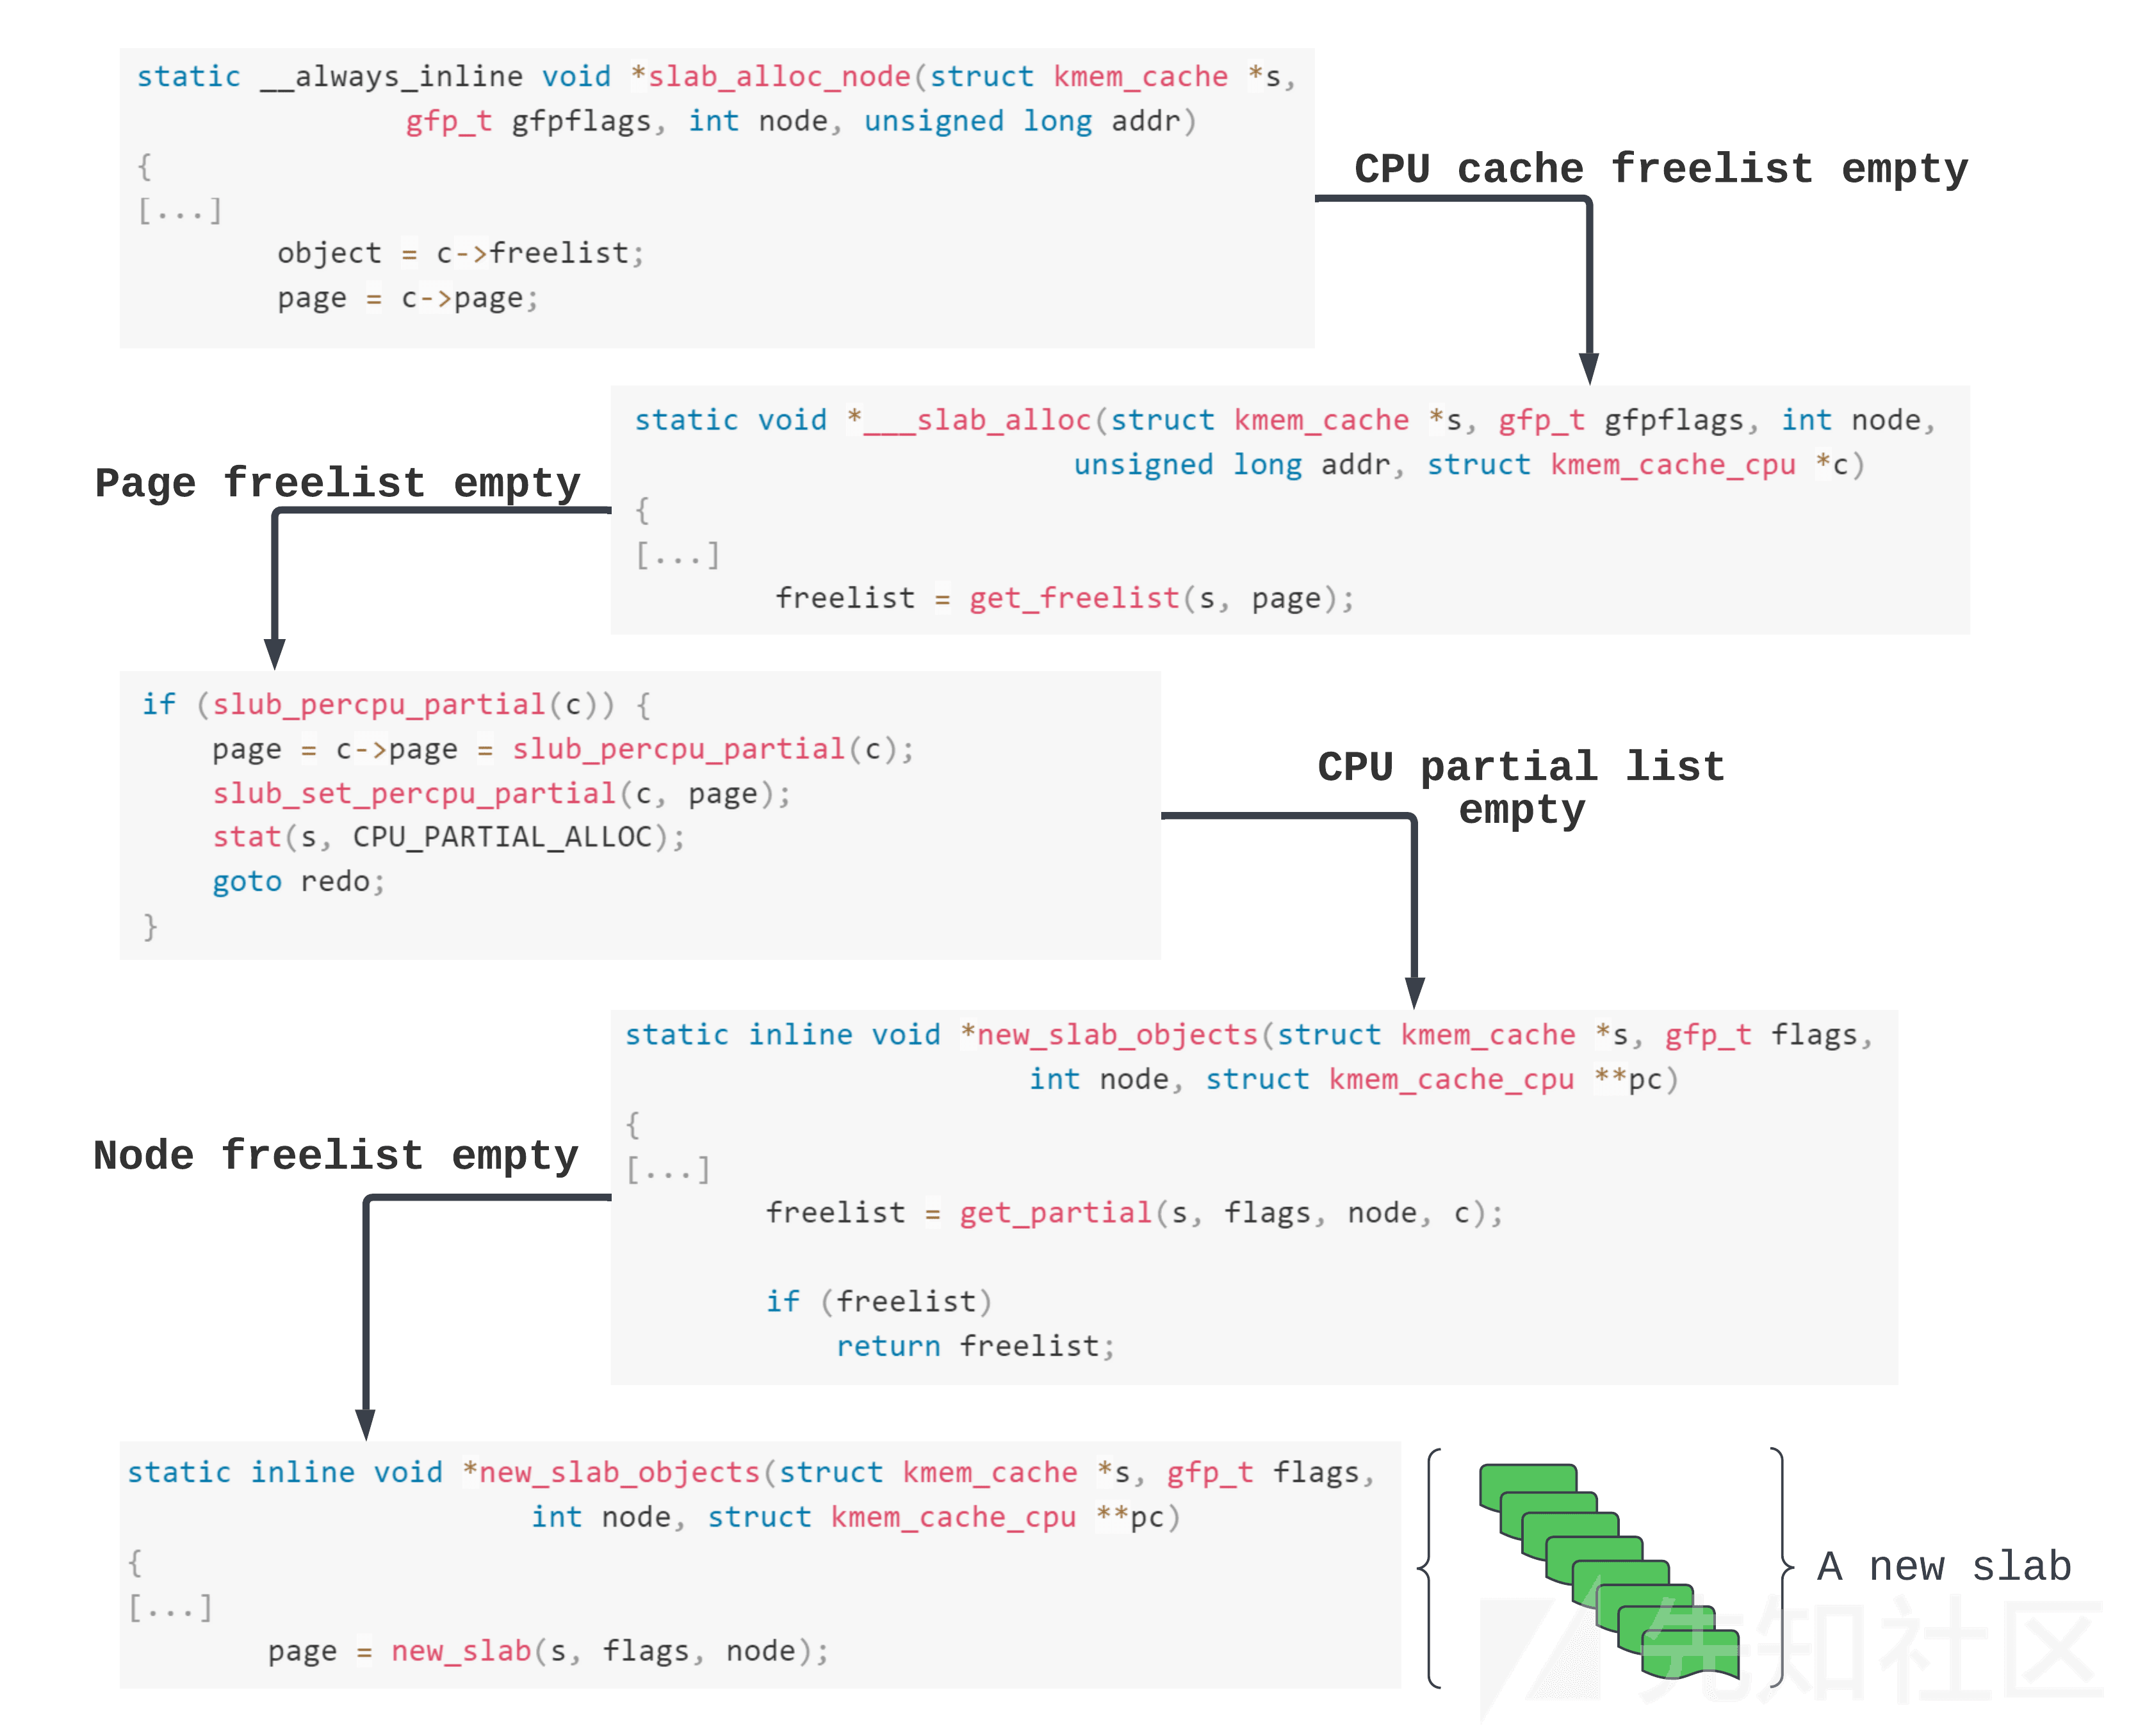 static __always_inline void *slab_alloc_node(struct kmem_cache *s,
gfp_t gfpflags, int node, unsigned long addr)
{
[...]
object = c->freelist;
page = c->page;
CPU cache freelist empty
static void *___slab_alloc(struct kmem_cache *s, gfp_t gfpflags, int node,
unsigned long addr, struct kmem_cache_cpu *c)
{
[...]
freelist = get_freelist(s, page);
Page freelist empty
if (slub_percpu_partial(c)) {
page = c->page = slub_percpu_partial(c);
slub_set_percpu_partial(c, page);
stat(s, CPU_PARTIAL_ALLOC);
goto redo;
}
CPU partial list
empty
static inline void *new_slab_objects(struct kmem_cache *s, gfp_t flags,
int node, struct kmem_cache_cpu **pc)
{
[...]
freelist = get_partial(s, flags, node, c);
if (freelist)
return freelist;
Node freelist empty
static inline void *new_slab_objects(struct kmem_cache *s, gfp_t flags,
int node, struct kmem_cache_cpu **pc)
{
[...]
page = new_slab(s, flags, node);
A new slab
先知社区